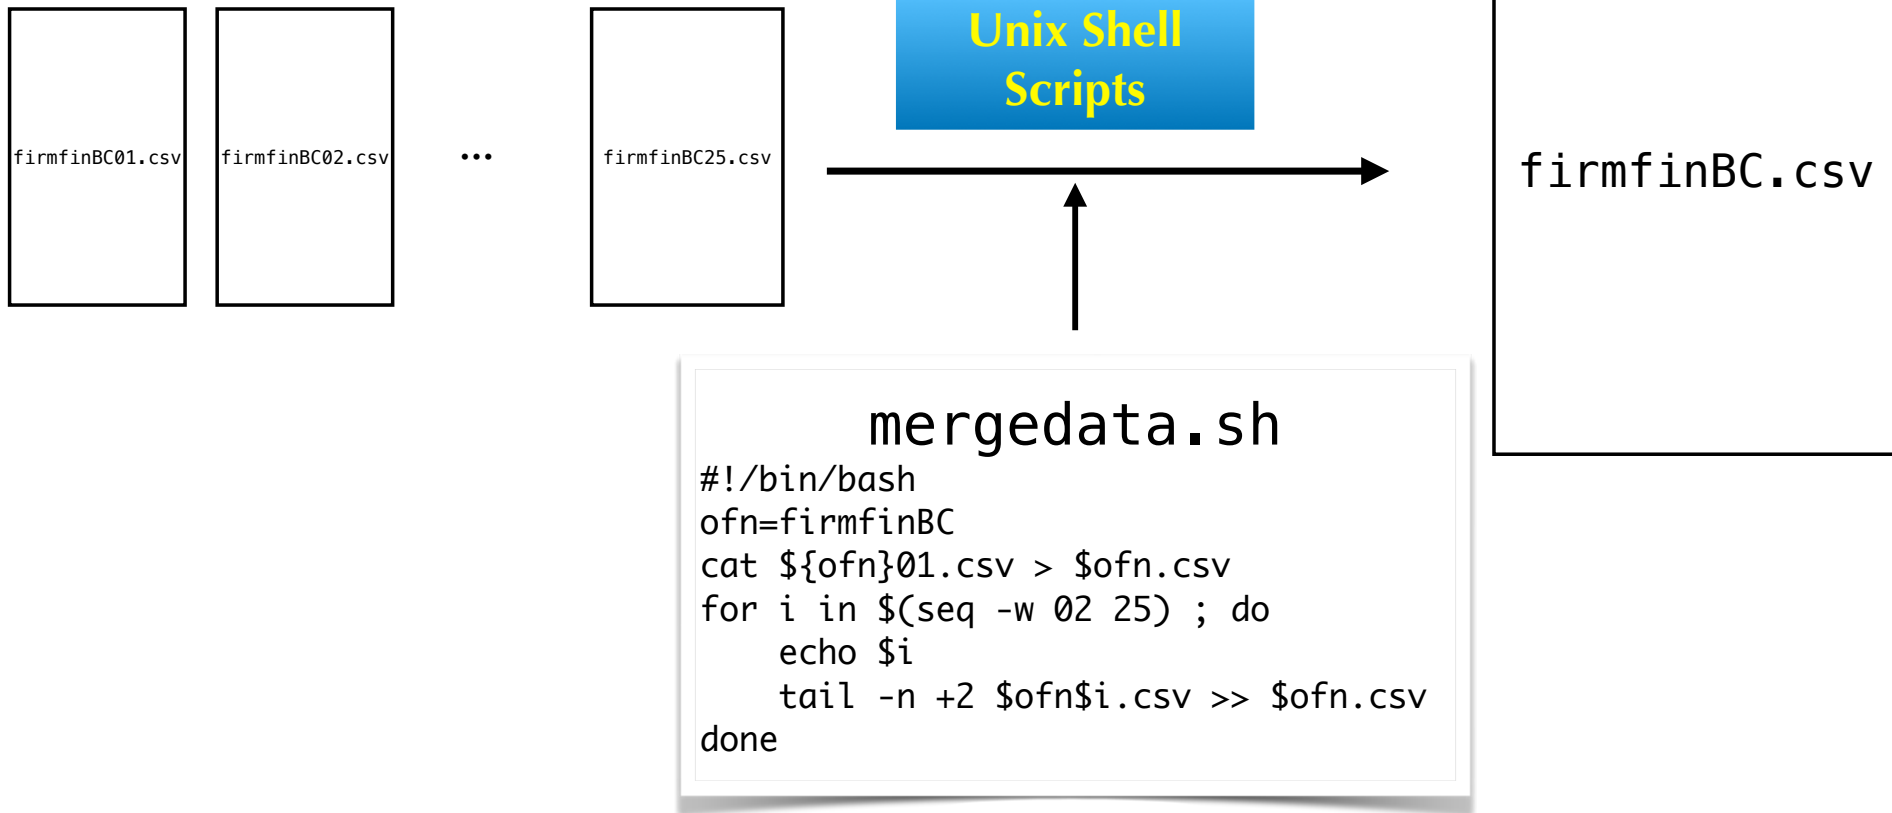 Unix Shell
Scripts
firmfinBC01.csv
firmfinBC02.csv
...
firmfinBC25.csv
firmfinBC.csv
mergedata.sh
#!/bin/bash
ofn=firmfinBC
cat ${ofn}01.csv > $ofn.csv
for i in $(seq -w 02 25) ; do
    echo $i
    tail -n +2 $ofn$i.csv >> $ofn.csv
done